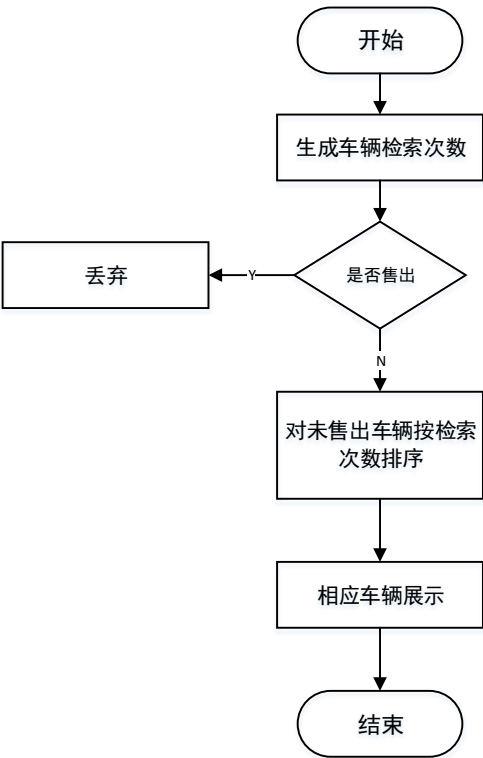 开始
生成车辆检索次数
是否售出
Y
丢弃
N
对未售出车辆按检索
次数排序
相应车辆展示
结束